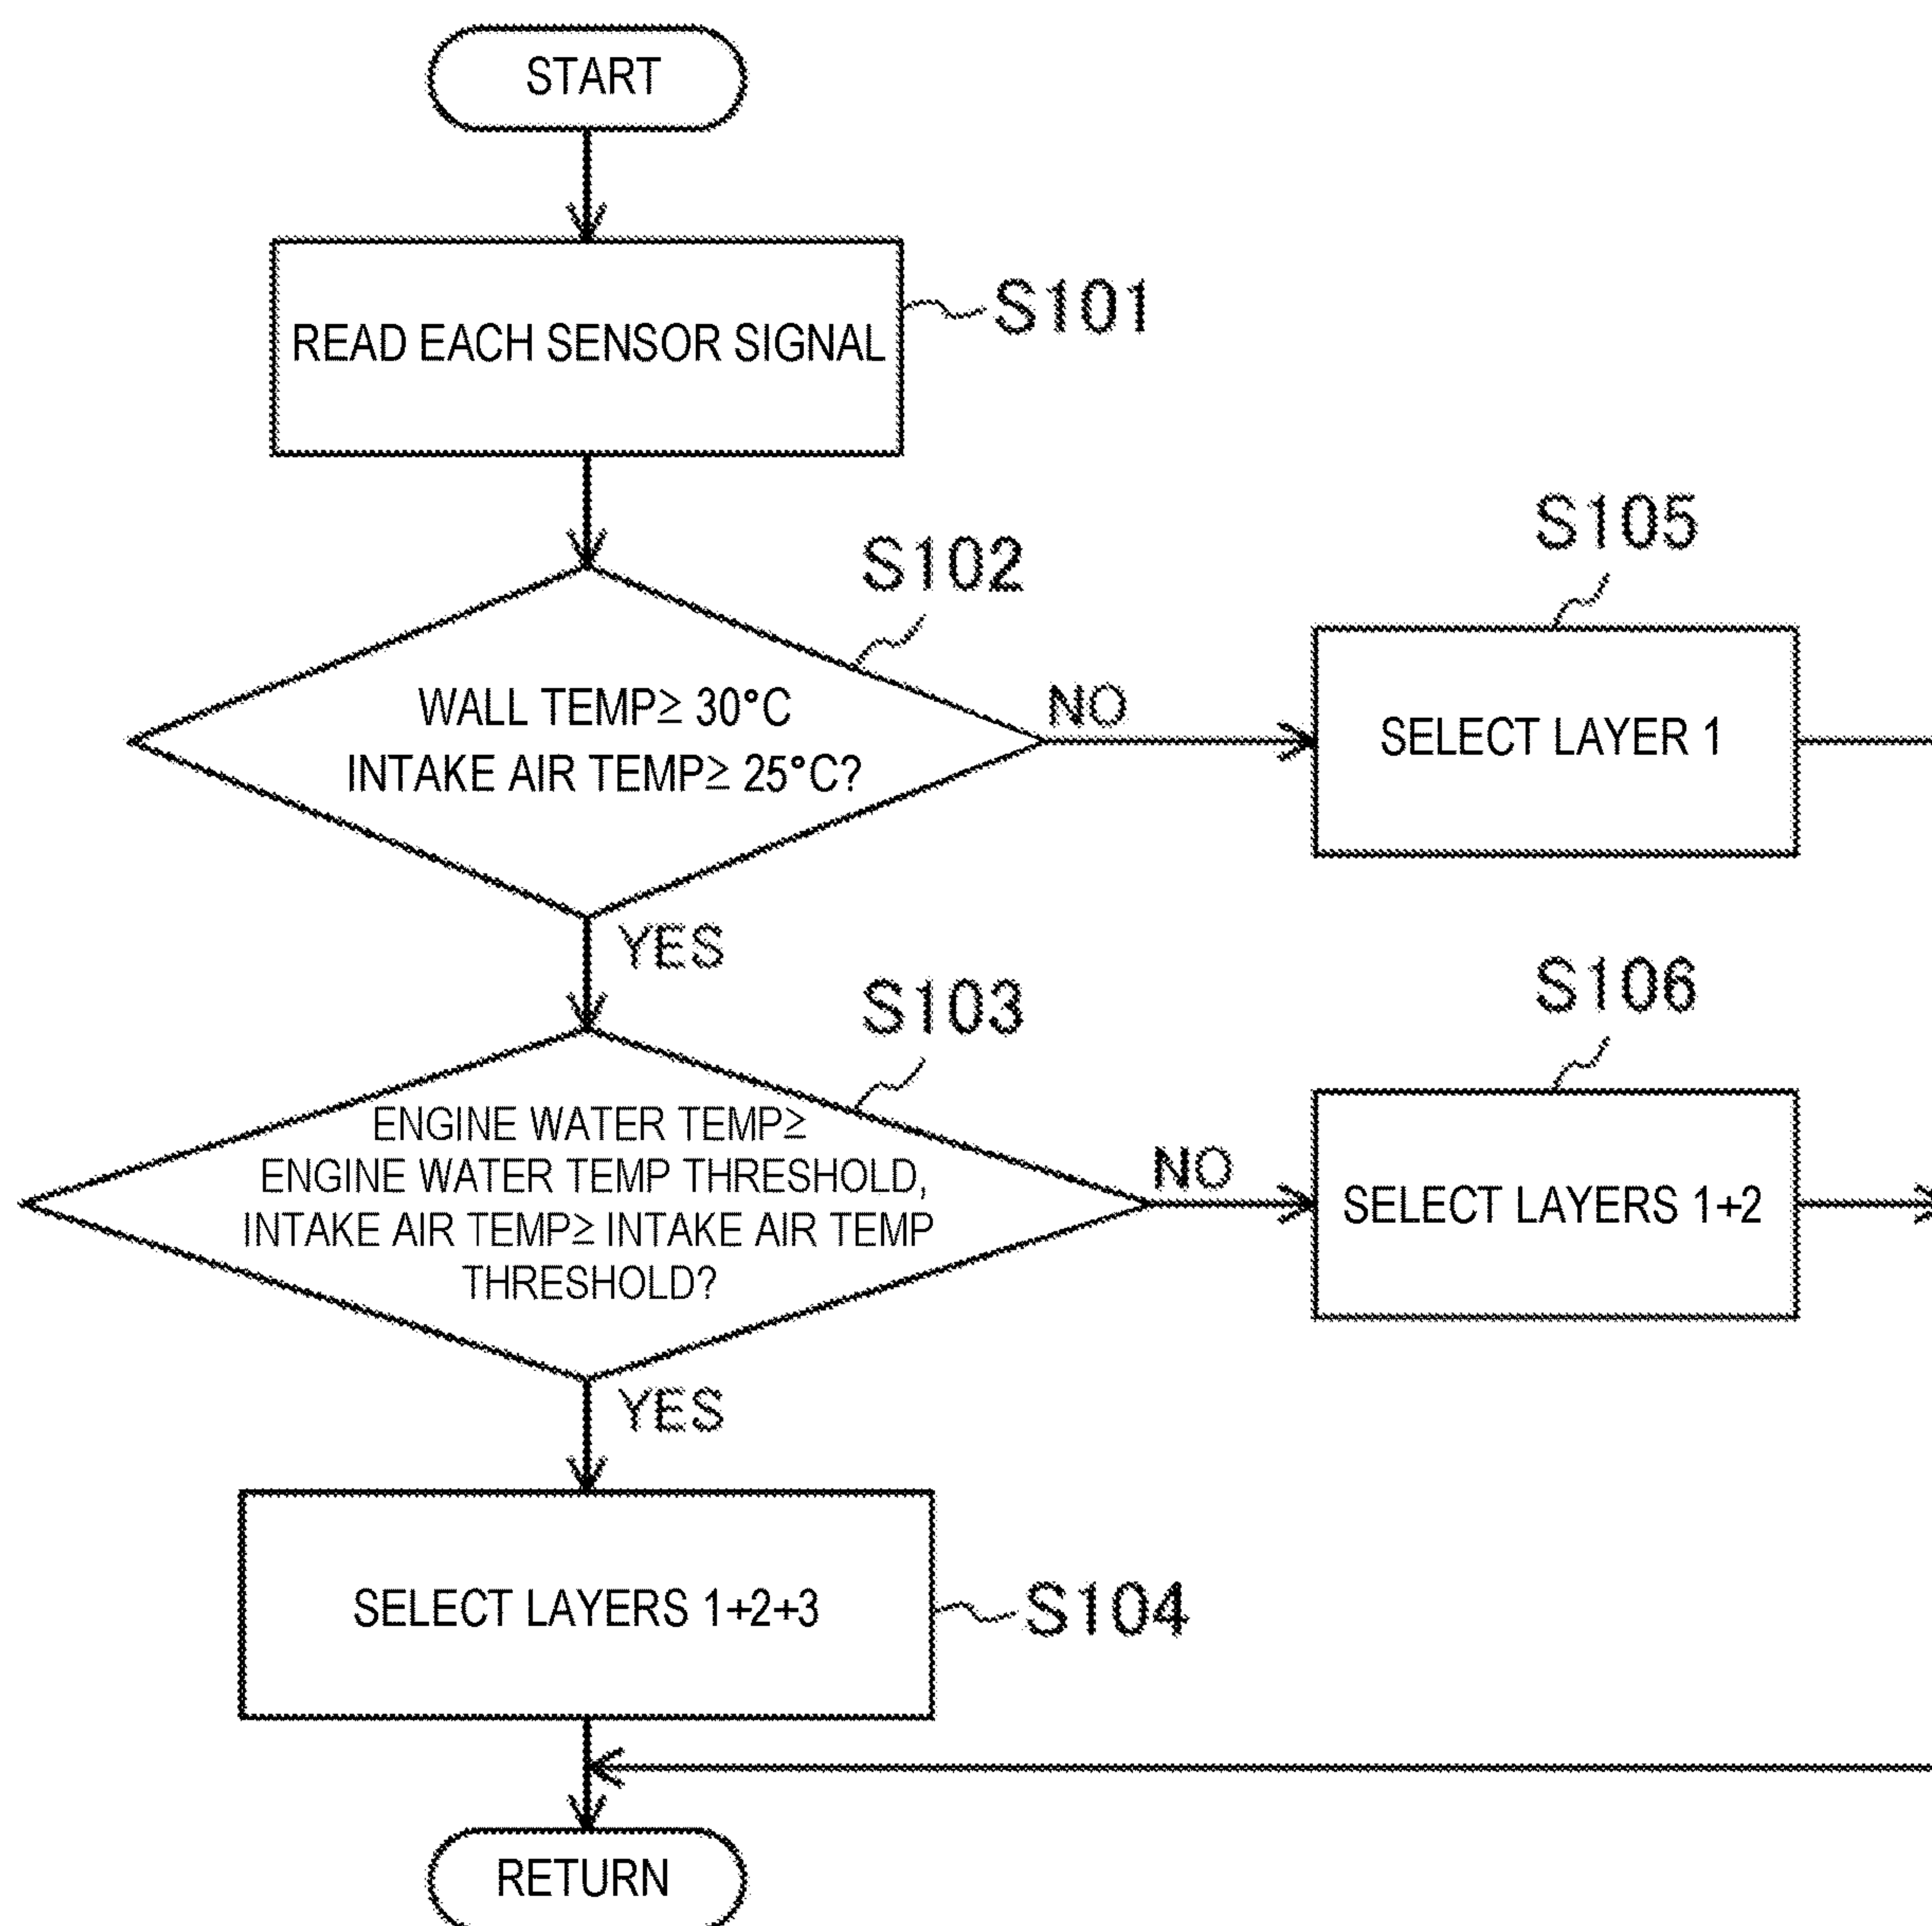 START
READ EACH SENSOR SIGNAL
S101
S102
WALL TEMP≥ 30°C
INTAKE AIR TEMP≥ 25°C?
NO
S105
SELECT LAYER 1
YES
S103
ENGINE WATER TEMP≥
ENGINE WATER TEMP THRESHOLD,
INTAKE AIR TEMP≥ INTAKE AIR TEMP
THRESHOLD?
NO
S106
SELECT LAYERS 1+2
YES
SELECT LAYERS 1+2+3
S104
RETURN